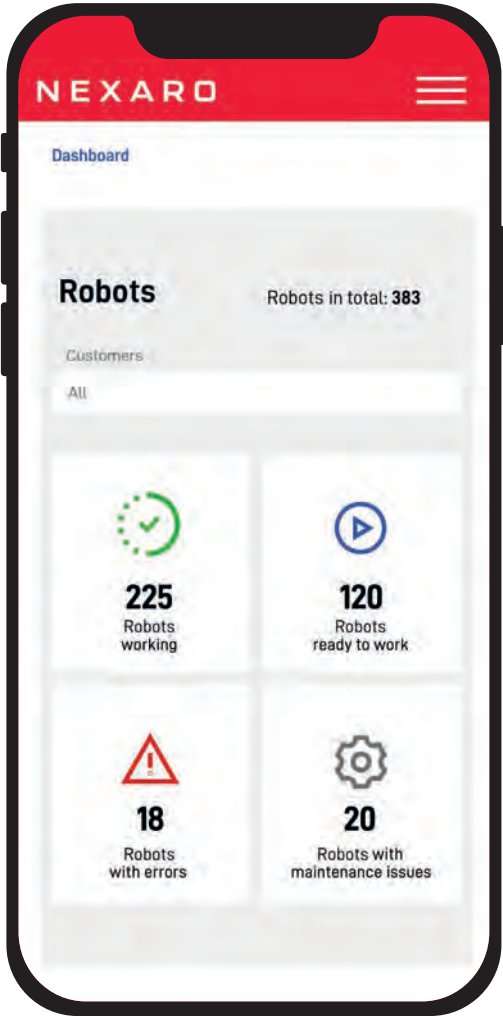 NEXARO
Dashboard
Robots
Robots in total: 383
Customers
All
225
Robots
working
120
Robots
ready to work
18
Robots
with errors
20
Robots with
maintenance issues